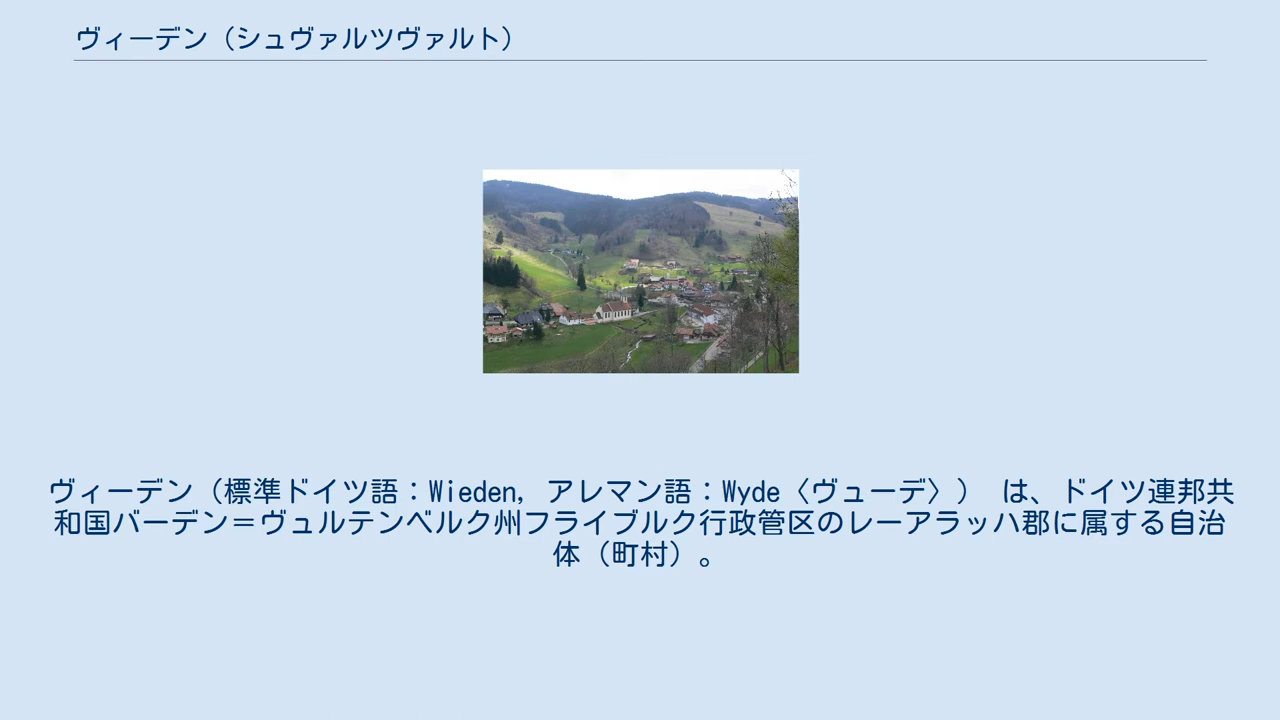 ヴィーデン（シュヴァルツヴァルト）
ヴィーデン（標準ドイツ語：Wieden, アレマン語：Wyde〈ヴューデ〉） は、ドイツ連邦共
和国バーデン＝ヴュルテンベルク州フライブルク行政管区のレーアラッハ郡に属する自治
体（町村）。